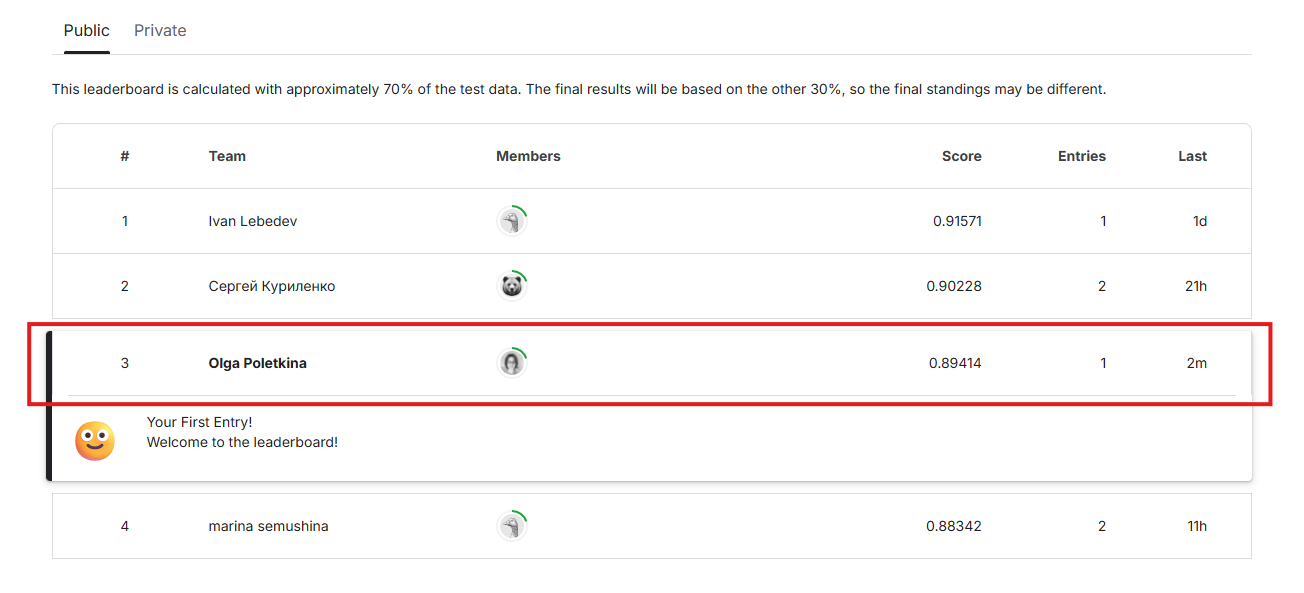 Public Private
This leaderboard is calculated with approximately 70% of the test data. The final results will be based on the other 30%, so the final standings may be different.
# Team Members Score Entries Last
1 Ivan Lebedev 0.91571 1 1d
2 Сергей Куриленко 0.90228 2 21h
3 Olga Poletkina 0.89414 1 2m
Your First Entry!
Welcome to the leaderboard!
4 marina semushina 0.88342 2 11h